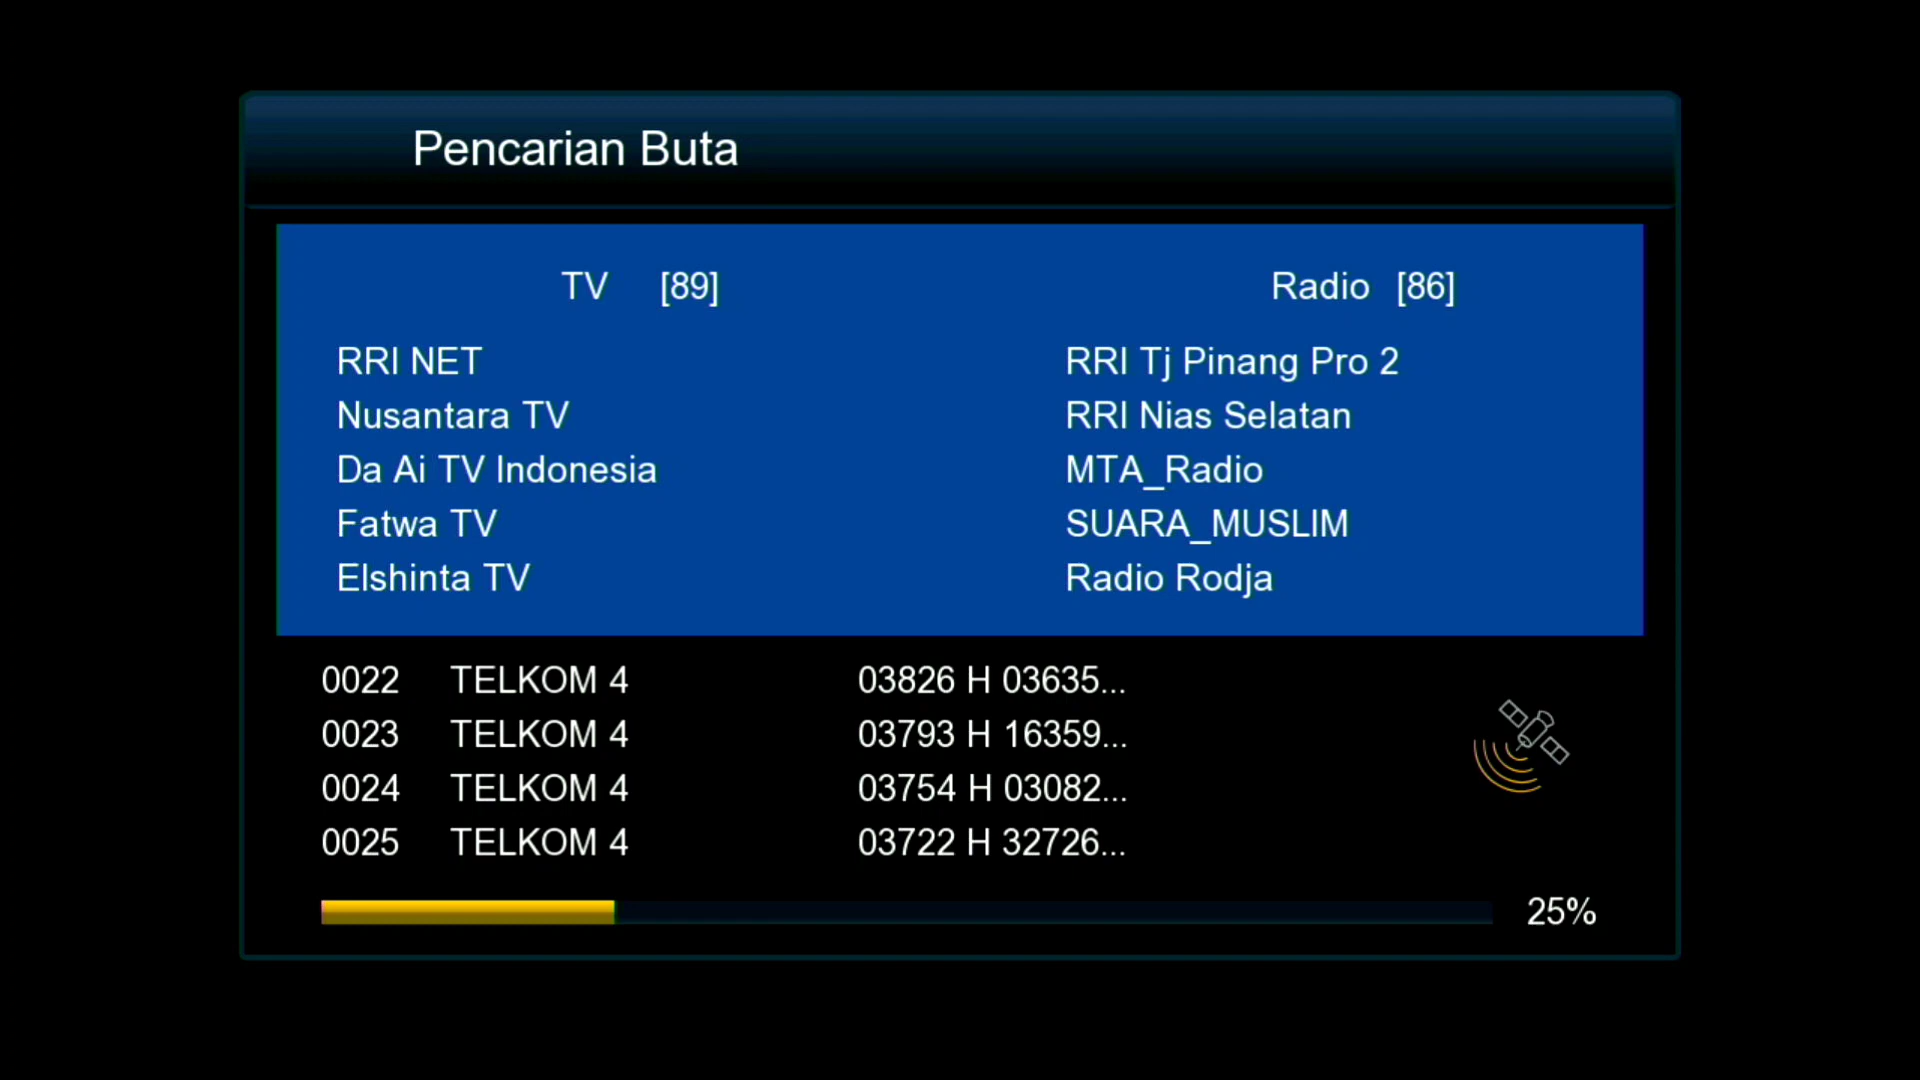 Pencarian Buta
TV [89]
Radio [86]
RRI NET
Nusantara TV
Da Ai TV Indonesia
Fatwa TV
Elshinta TV
RRI Tj Pinang Pro 2
RRI Nias Selatan
MTA_Radio
SUARA_MUSLIM
Radio Rodja
0022 TELKOM 4 03826 H 03635...
0023 TELKOM 4 03793 H 16359...
0024 TELKOM 4 03754 H 03082...
0025 TELKOM 4 03722 H 32726...
25%